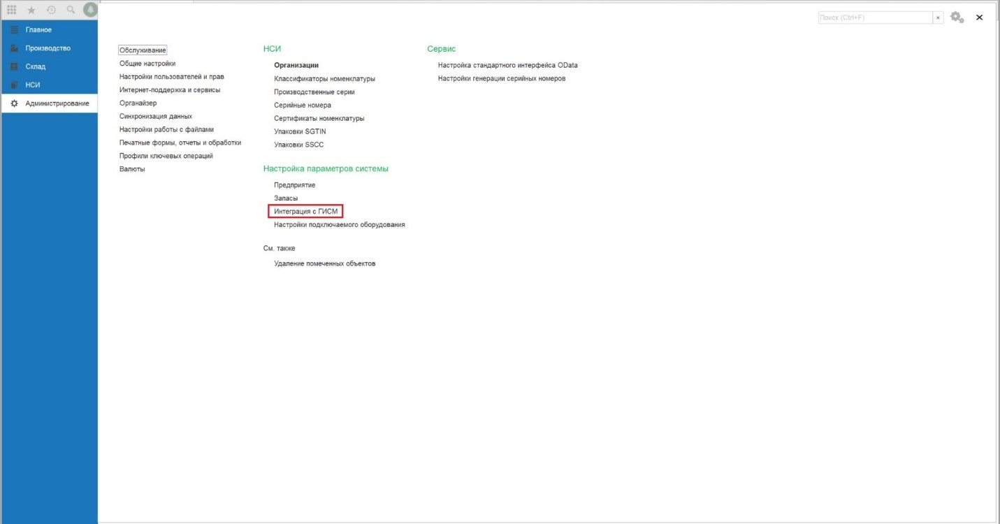 Поиск (Ctrl+F)
×
×
Главное
Производство
Склад
НСИ
Администрирование
Обслуживание
Общие настройки
Настройки пользователей и прав
Интернет-поддержка и сервисы
Органайзер
Синхронизация данных
Настройки работы с файлами
Печатные формы, отчеты и обработки
Профили ключевых операций
Валюты
НСИ
Организации
Классификаторы номенклатуры
Производственные серии
Серийные номера
Сертификаты номенклатуры
Упаковки SGTIN
Упаковки SSCC
Настройка параметров системы
Предприятие
Запасы
Интеграция с ГИСМ
Настройки подключаемого оборудования
См. также
Удаление помеченных объектов
Сервис
Настройка стандартного интерфейса OData
Настройки генерации серийных номеров